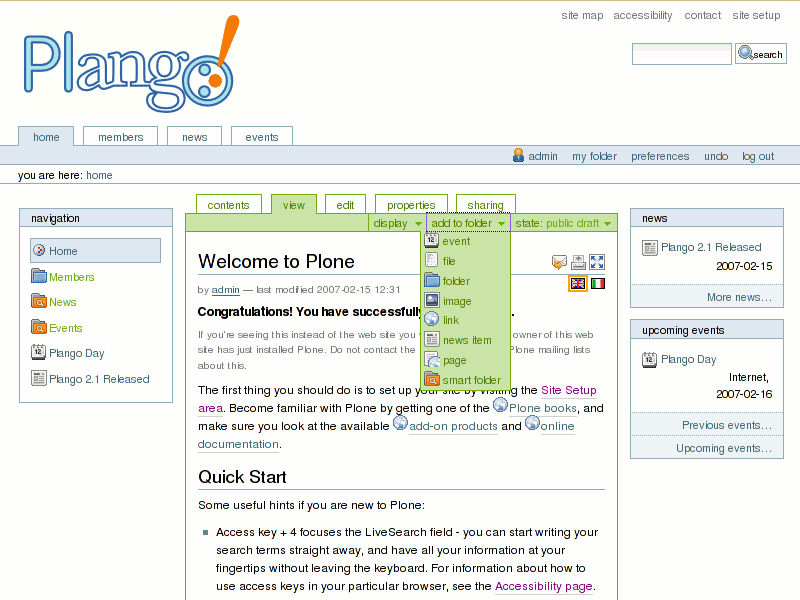 site map accessibility contact site setup
Plango!
search
home members news events
admin my folder preferences undo log out
you are here: home
navigation
Home
Members
News
Events
12 Plango Day
Plango 2.1 Released
contents view edit properties sharing
display add to folder state: public draft
12 event
file
folder
image
link
news item
page
smart folder
Welcome to Plone
by admin — last modified 2007-02-15 12:31
Congratulations! You have successfully .
If you're seeing this instead of the web site you owner of this web
site has just installed Plone. Do not contact the Plone mailing lists
about this.
The first thing you should do is to set up your site by visiting the Site Setup
area. Become familiar with Plone by getting one of the Plone books, and
make sure you look at the available add-on products and online
documentation.
Quick Start
Some useful hints if you are new to Plone:
Access key + 4 focuses the LiveSearch field - you can start writing your
search terms straight away, and have all your information at your
fingertips without leaving the keyboard. For information about how to
use access keys in your particular browser, see the Accessibility page.
news
Plango 2.1 Released
2007-02-15
More news…
upcoming events
12 Plango Day
Internet,
2007-02-16
Previous events…
Upcoming events…